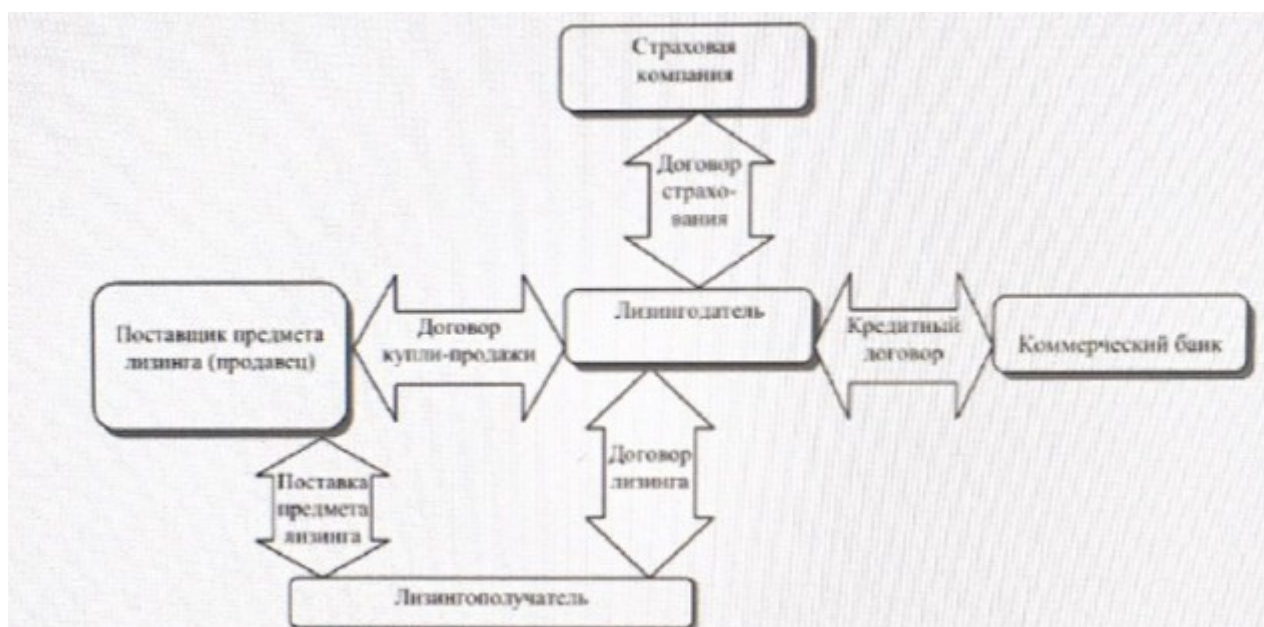 Страховая
компания
Договор
страхо-
вания
Поставщик предмета
лизинга (продавец)
Договор
купли-продажи
Лизингодатель
Кредитный
договор
Коммерческий банк
Поставка
предмета
лизинга
Договор
лизинга
Лизингополучатель